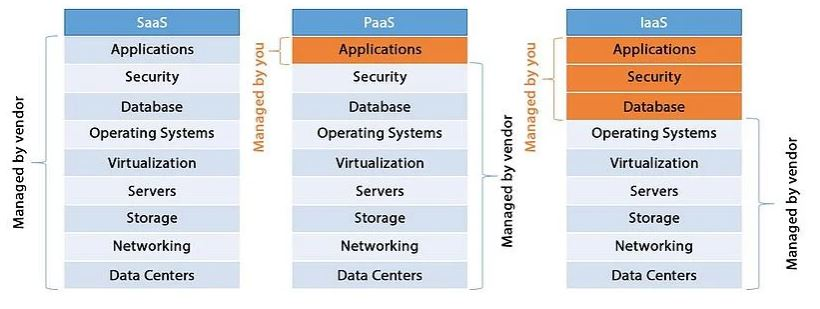 SaaS
Managed by vendor
Applications
Security
Database
Operating Systems
Virtualization
Servers
Storage
Networking
Data Centers
PaaS
Managed by you
Applications
Security
Database
Operating Systems
Virtualization
Servers
Storage
Networking
Data Centers
Managed by vendor
IaaS
Managed by you
Applications
Security
Database
Operating Systems
Virtualization
Servers
Storage
Networking
Data Centers
Managed by vendor